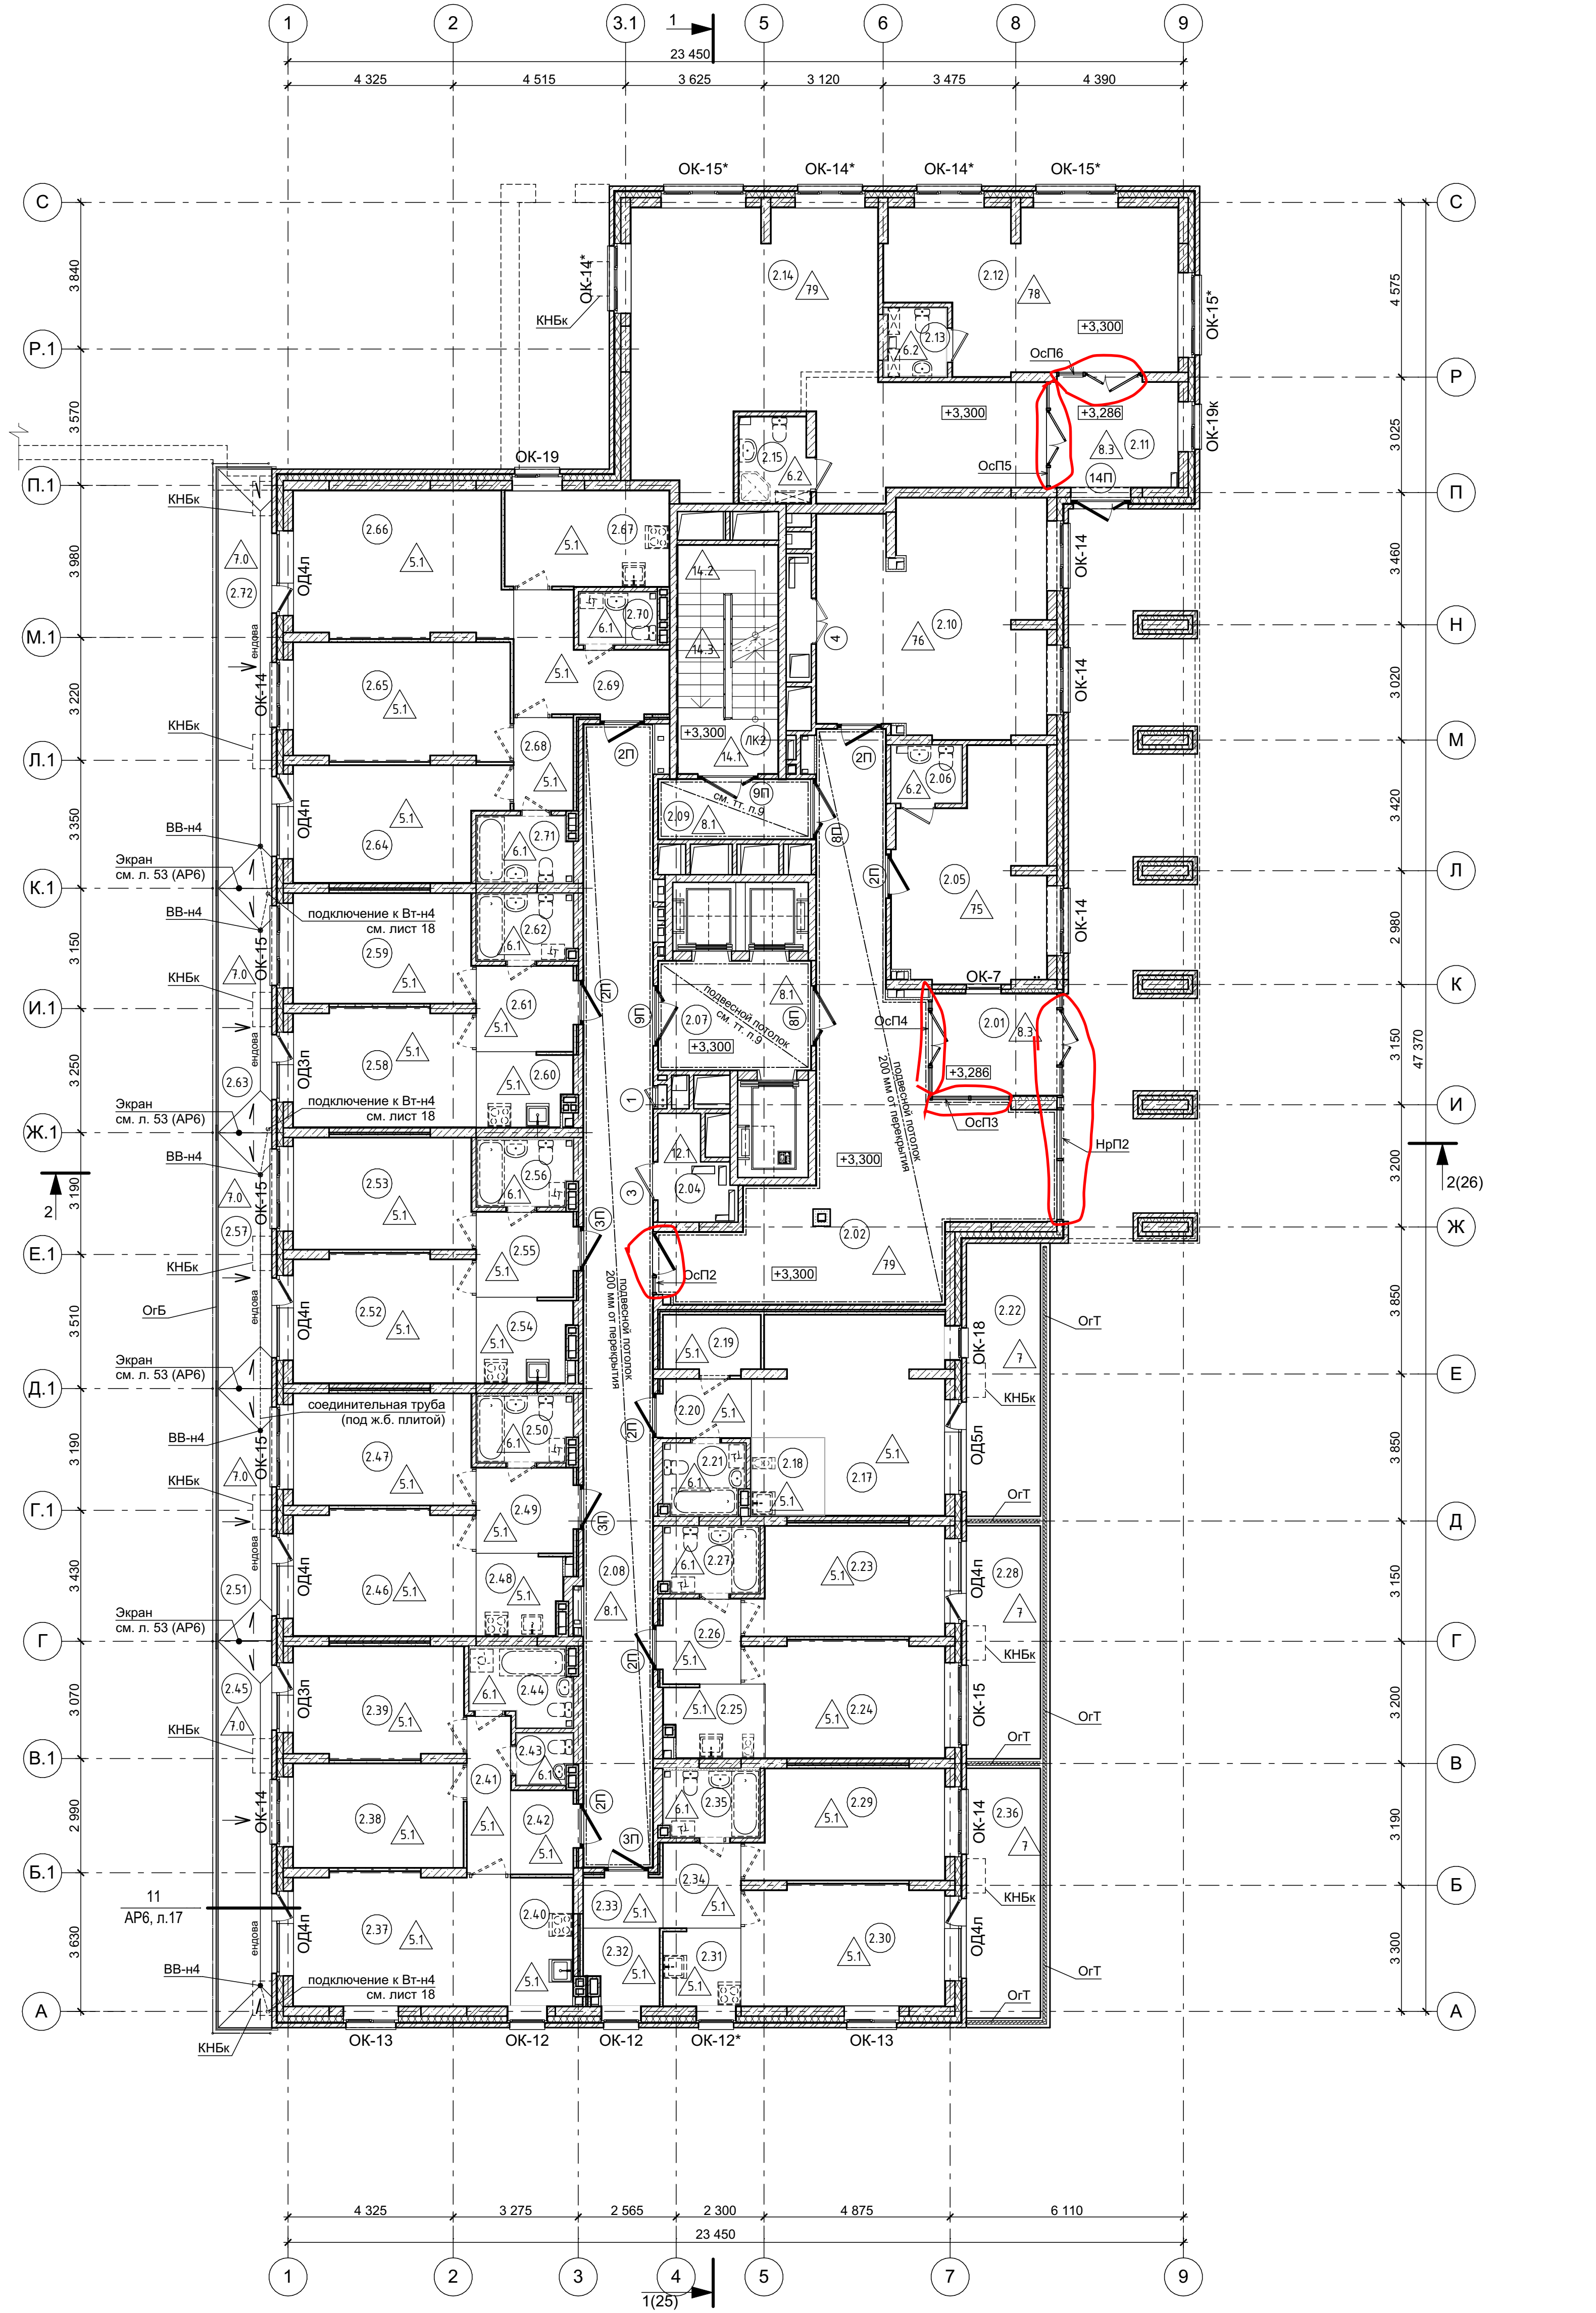 1 2 3.1 5 6 8 9
1
23 450
4 325 4 515 3 625 3 120 3 475 4 390
ОК-15* ОК-14* ОК-14* ОК-15*
С С
ОК-14*
КНБк
2.14 79
2.12 78
+3,300
ОК-15*
3 840 4 575
Р.1 Р
2.13 6.2
ОсП6
+3,300 +3,286
2.11 8.3
ОК-19к
3 570 3 025
2.15 6.2
ОсП5
14П
ОК-19
П.1 П
КНБк
2.66 5.1
2.67 5.1
14.2
ОК-14
7.0
2.72
ОД4п
3 980 3 460
2.70 6.1
14.3
4
2.10
76
М.1 Н
ендова
2.65 5.1
5.1 2.69
ОК-14 ОК-14
3 220 3 020
КНБк
2.68 5.1
2П
+3,300 ЛК2
14.1
2П
Л.1 М
2.06 6.2
9П
см. тт. п.9
2.09 8.1
8П
5.1
2.64
ОД4п
3 350 3 420
ВВ-н4
2.71 6.1
Экран
см. л. 53 (АР6)
К.1 Л
2П
2.05
75
ОК-14
ВВ-н4
подключение к Вт-н4
см. лист 18
2.62 6.1
2.59 5.1
7.0
ОК-15
3 150 2 980
КНБк
2.61 5.1
2П
ОК-7
И.1 К
подвесной потолок
см. тт. п.9
8.1
2.07
+3,300
9П 8П
ОсП4
2.01 8.3
+3,286
ендова
2.58 5.1
ОД3п
2.63
2.60 5.1
3 250 3 150
Экран
см. л. 53 (АР6)
подключение к Вт-н4
см. лист 18
1
подвесной потолок
200 мм от перекрытия
ОсП3
Ж.1 И
12.1
3
2.04
+3,300
НрП2
ВВ-н4
2.53 5.1
2.56 6.1
7.0
2.57
ОК-15
2 2(26)
3 190 3 200
3П
2.02
Е.1 Ж
КНБк
2.55 5.1
ОсП2
+3,300
79
подвесной потолок
200 мм от перекрытия
ОгБ
ендова
2.52 5.1
ОД4п
2.54 5.1
2.22
7
ОгТ
ОК-18
3 510 3 850
Экран
см. л. 53 (АР6)
2.19 5.1
Д.1 Е
КНБк
соединительная труба
(под ж.б. плитой)
2.20 5.1
2П
ВВ-н4
2.50 6.1
2.47 5.1
7.0
ОК-15
2.21 6.1
2.18 5.1
2.17 5.1
ОД5п
3 190 3 850
КНБк
2.49 5.1
3П
ОгТ
Г.1 Д
ендова
2.46 5.1
ОД4п
2.51
2.48 5.1
2.08
8.1
2.27 6.1
2.23 5.1
ОД4п
2.28
7
3 430 3 150
Экран
см. л. 53 (АР6)
2.26 5.1
2П
КНБк
Г Г
2.45
7.0
2.39 5.1
ОД3п
2.44 6.1
2.25 5.1
2.24 5.1
ОК-15
3 070 3 200
КНБк
ОгТ
ОгТ
2.43 6.1
В.1 В
2.41 5.1
2.42 5.1
2П
2.38 5.1
ОК-14
2.35 6.1
2.29 5.1
ОК-14
2.36
7
2 990 3 190
3П
Б.1 Б
КНБк
11
АР6, л.17
2.34 5.1
2.33 5.1
2.40 5.1
2.37 5.1
ОД4п
ендова
2.32 5.1
2.31 5.1
2.30 5.1
ОД4п
3 630 3 300
ВВ-н4
подключение к Вт-н4
см. лист 18
ОгТ
ОгТ
А А
КНБк
ОК-13 ОК-12 ОК-12 ОК-12* ОК-13
47 370
4 325 3 275 2 565 2 300 4 875 6 110
23 450
1 2 3 4 5 7 9
1(25)